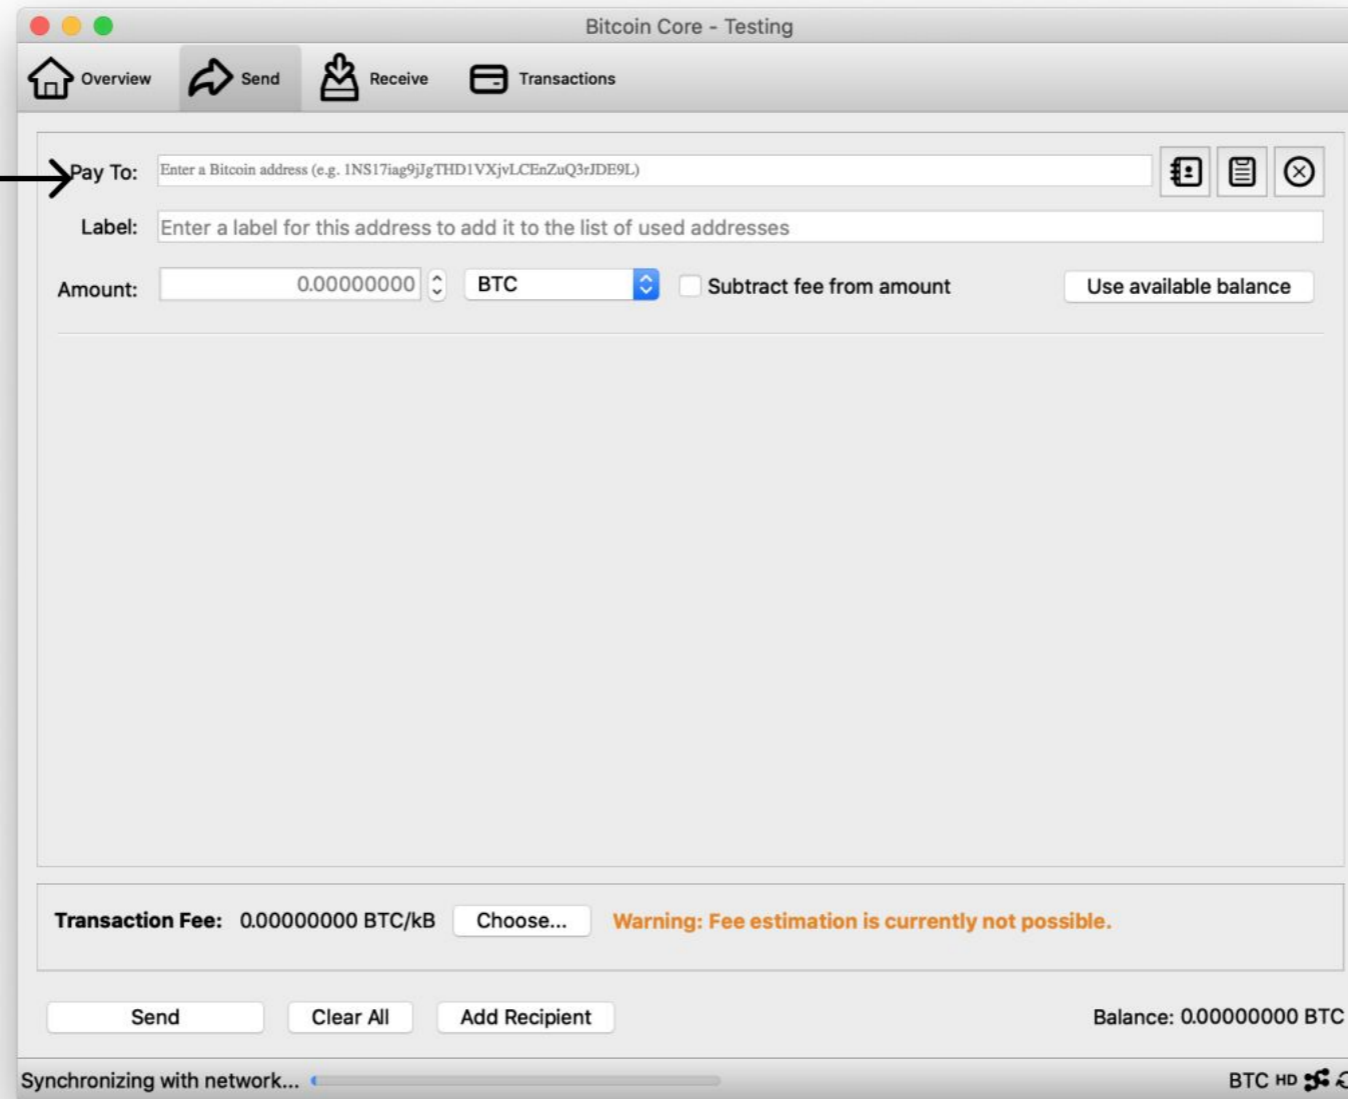 Bitcoin Core - Testing
Overview Send Receive Transactions
Pay To: Enter a Bitcoin address (e.g. 1NS17iag9jJgTHD1VXjvLCEnZuQ3rJDE9L)
Label: Enter a label for this address to add it to the list of used addresses
Amount: 0.00000000 BTC Subtract fee from amount Use available balance
Transaction Fee: 0.00000000 BTC/kB Choose... Warning: Fee estimation is currently not possible.
Send Clear All Add Recipient Balance: 0.00000000 BTC
Synchronizing with network... BTC HD